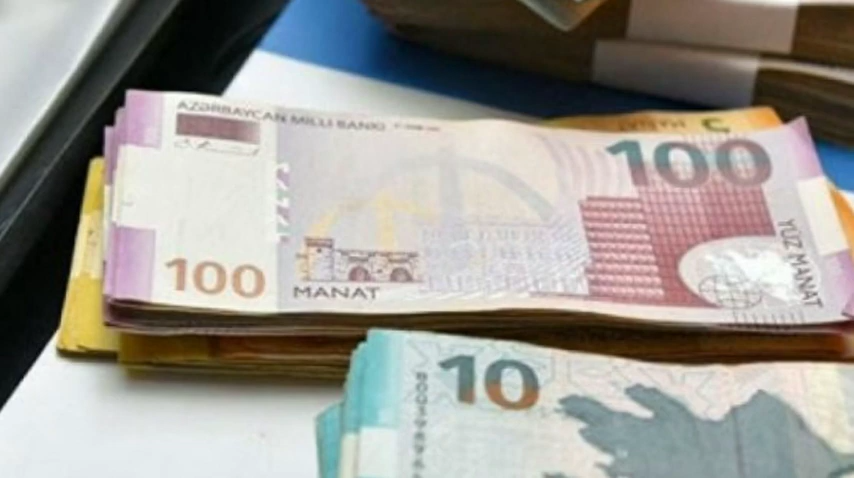 AZƏRBAYCAN MİLLİ BANKI
100
100
MANAT
YÜZ MANAT
10